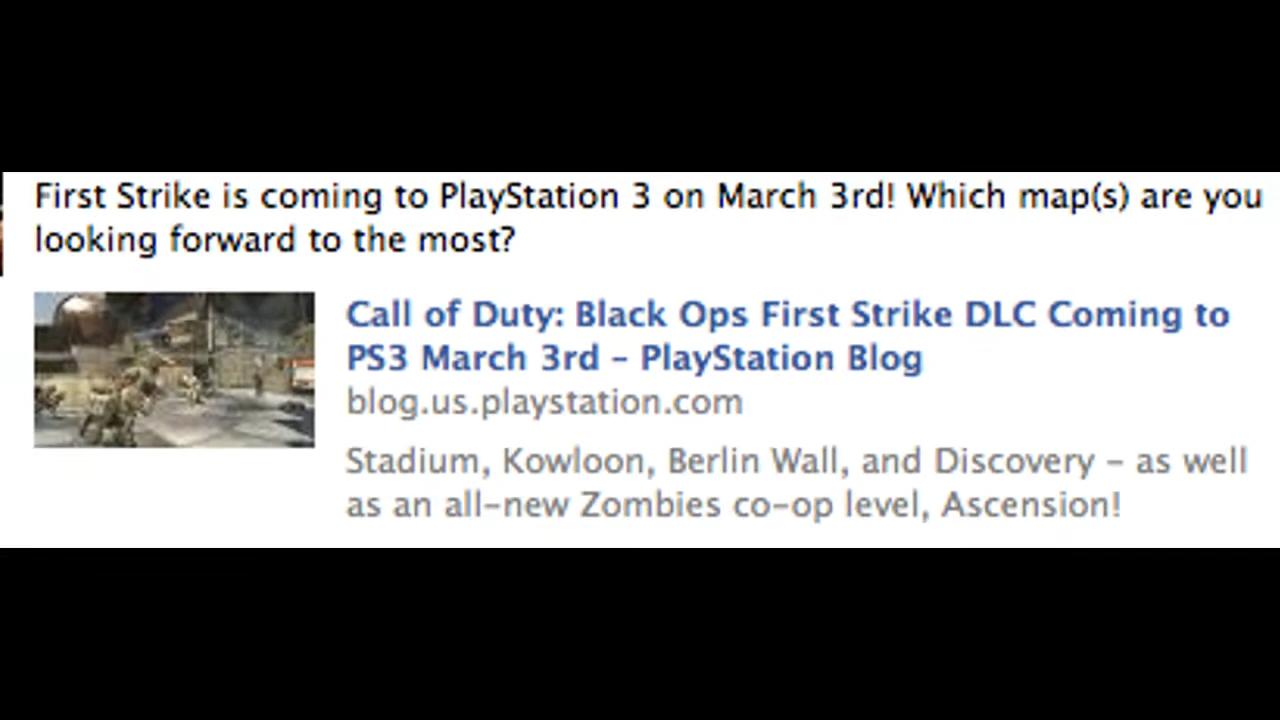 First Strike is coming to PlayStation 3 on March 3rd! Which map(s) are you
looking forward to the most?
Call of Duty: Black Ops First Strike DLC Coming to
PS3 March 3rd – PlayStation Blog
blog.us.playstation.com
Stadium, Kowloon, Berlin Wall, and Discovery – as well
as an all-new Zombies co-op level, Ascension!